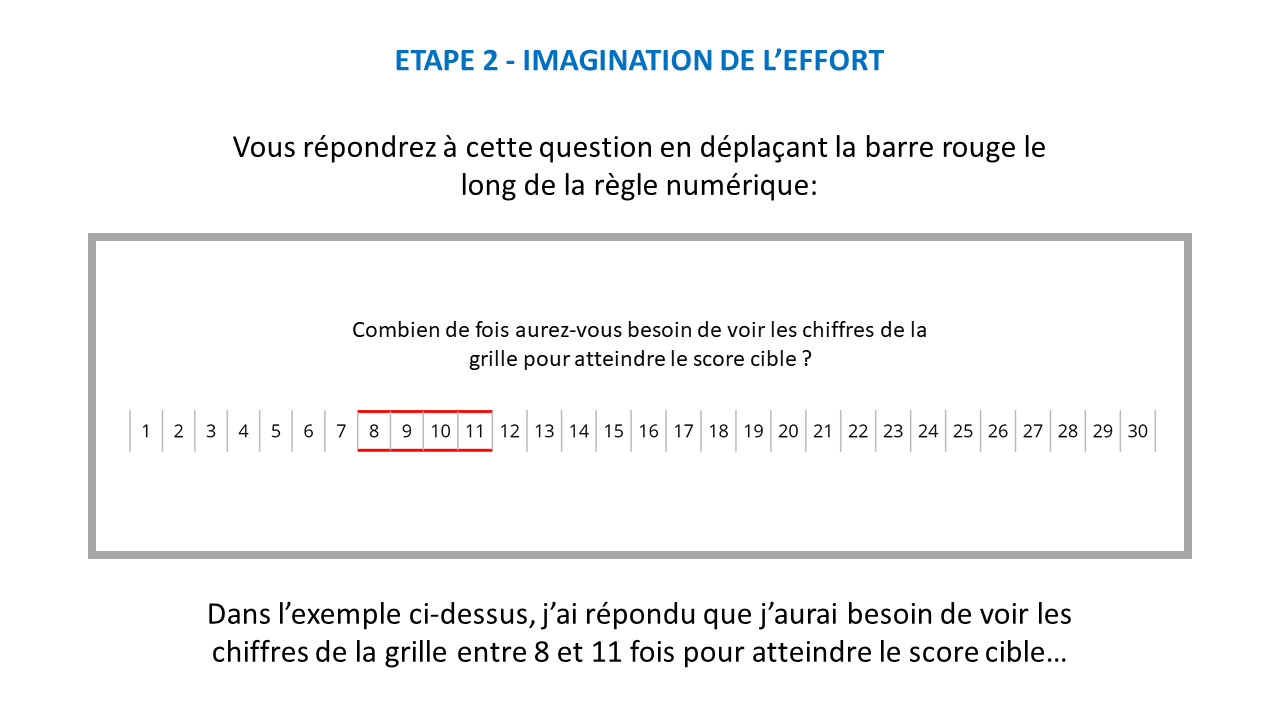 ETAPE 2 - IMAGINATION DE L’EFFORT
Vous répondrez à cette question en déplaçant la barre rouge le
long de la règle numérique:
Combien de fois aurez-vous besoin de voir les chiffres de la
grille pour atteindre le score cible ?
1 2 3 4 5 6 7 8 9 10 11 12 13 14 15 16 17 18 19 20 21 22 23 24 25 26 27 28 29 30
Dans l’exemple ci-dessus, j’ai répondu que j’aurai besoin de voir les
chiffres de la grille entre 8 et 11 fois pour atteindre le score cible…